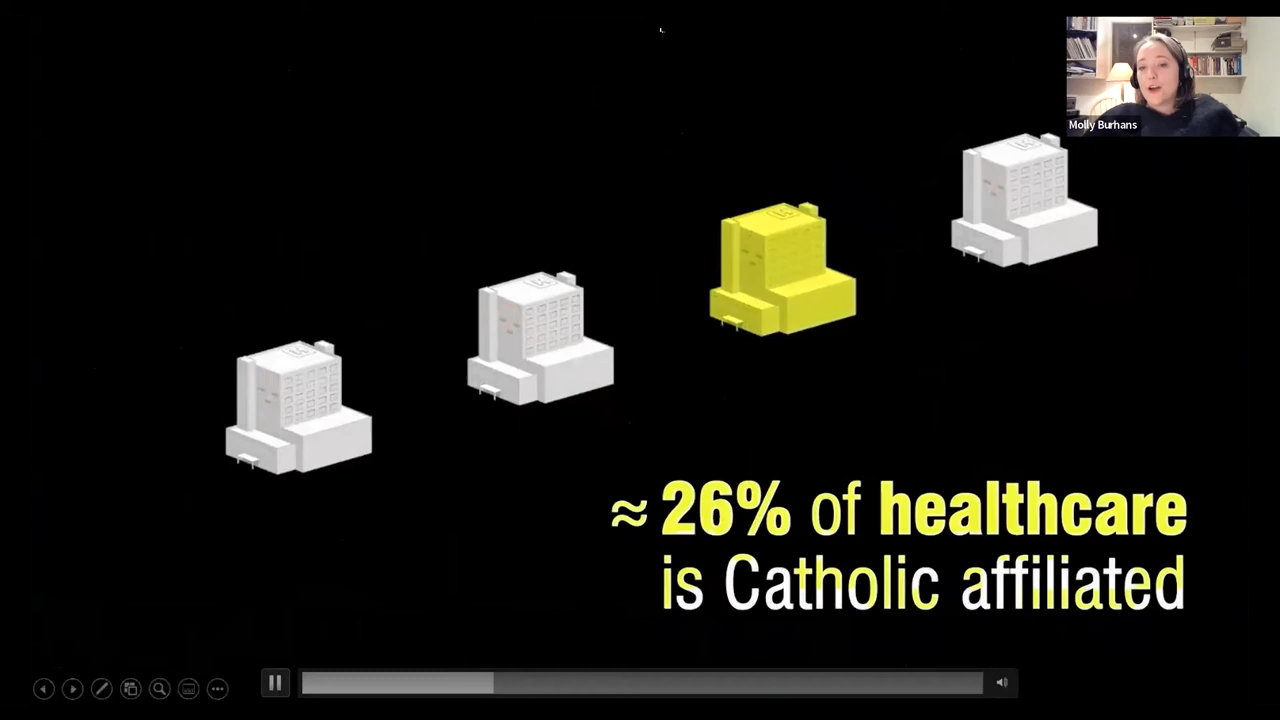 Molly Burhans
≈ 26% of healthcare
is Catholic affiliated